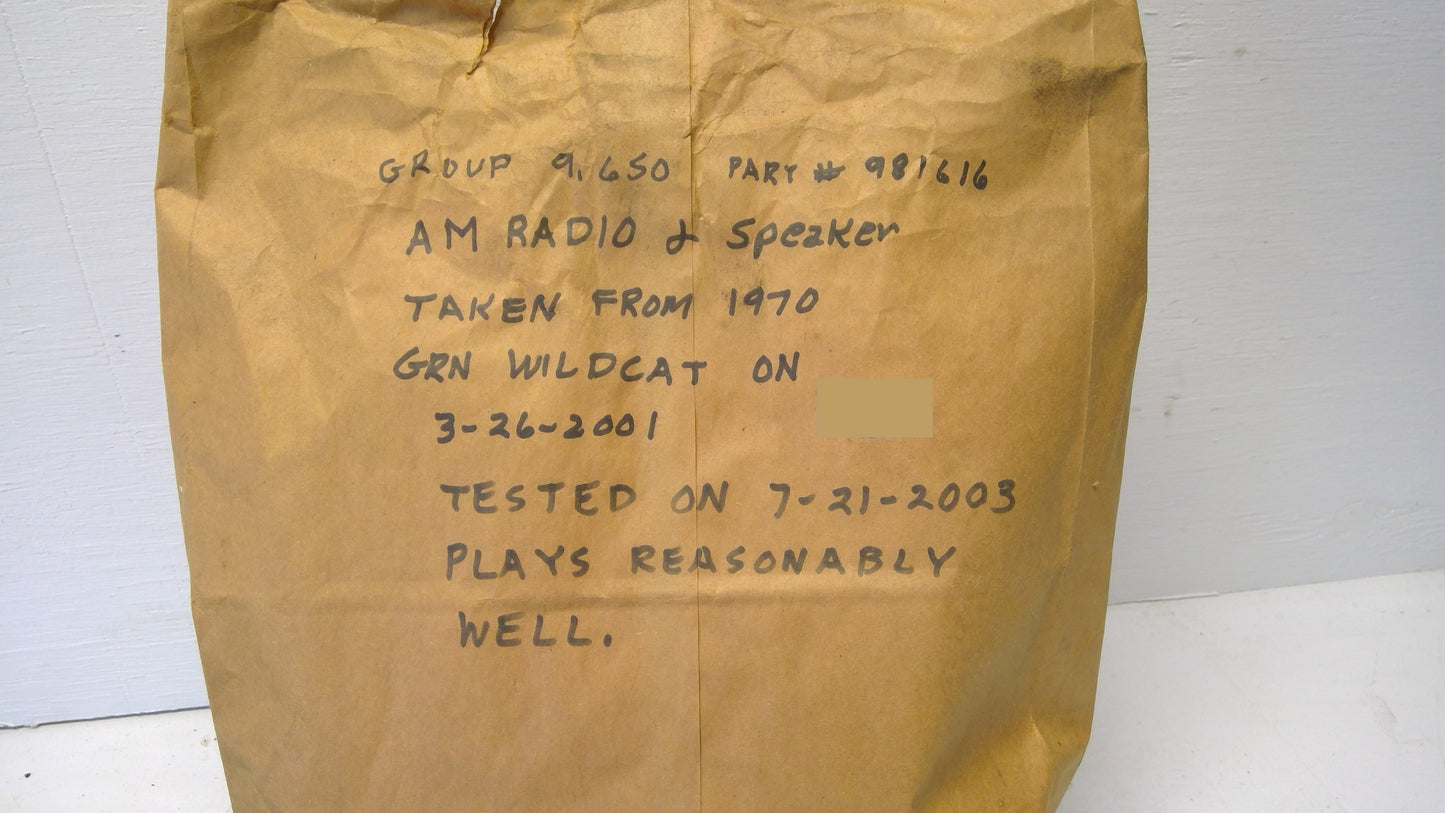 GROUP 9.650 PART # 981616
AM RADIO & Speaker
TAKEN FROM 1970
GRN WILDCAT ON
3-26-2001
TESTED ON 7-21-2003
PLAYS REASONABLY
WELL.